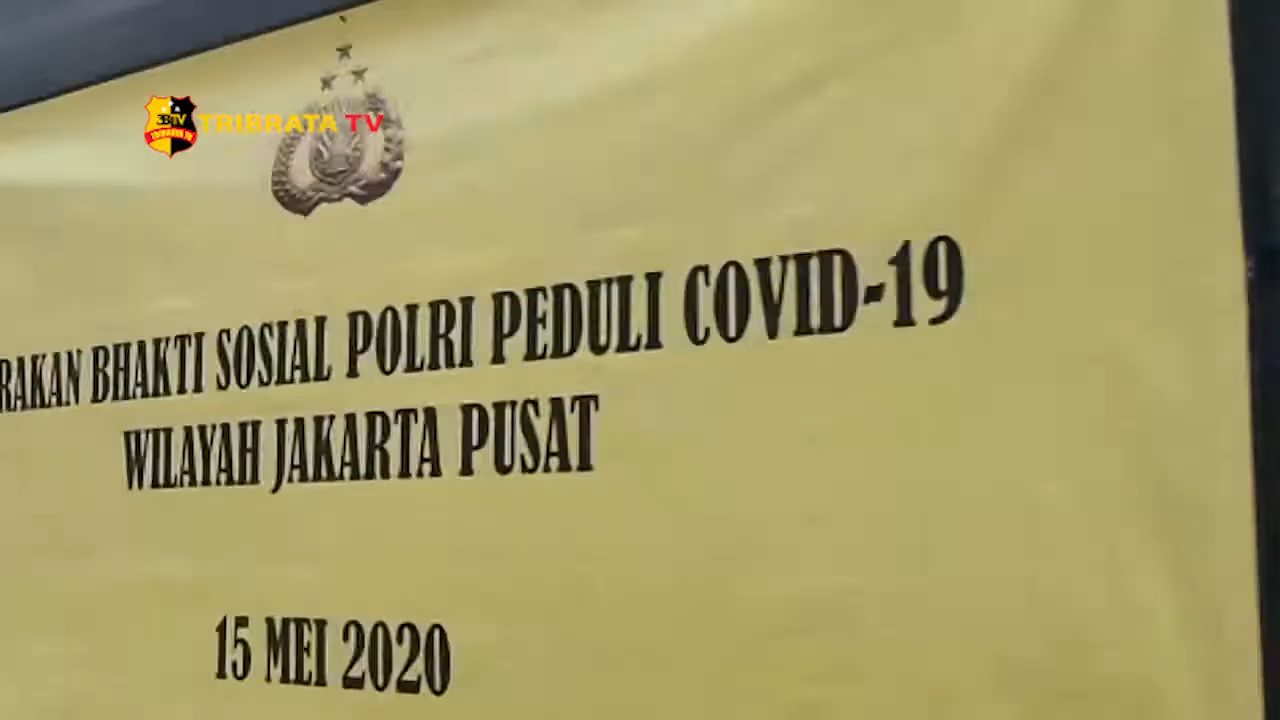 TRIBRATA TV
RAKAN BHAKTI SOSIAL POLRI PEDULI COVID-19
WILAYAH JAKARTA PUSAT
15 MEI 2020